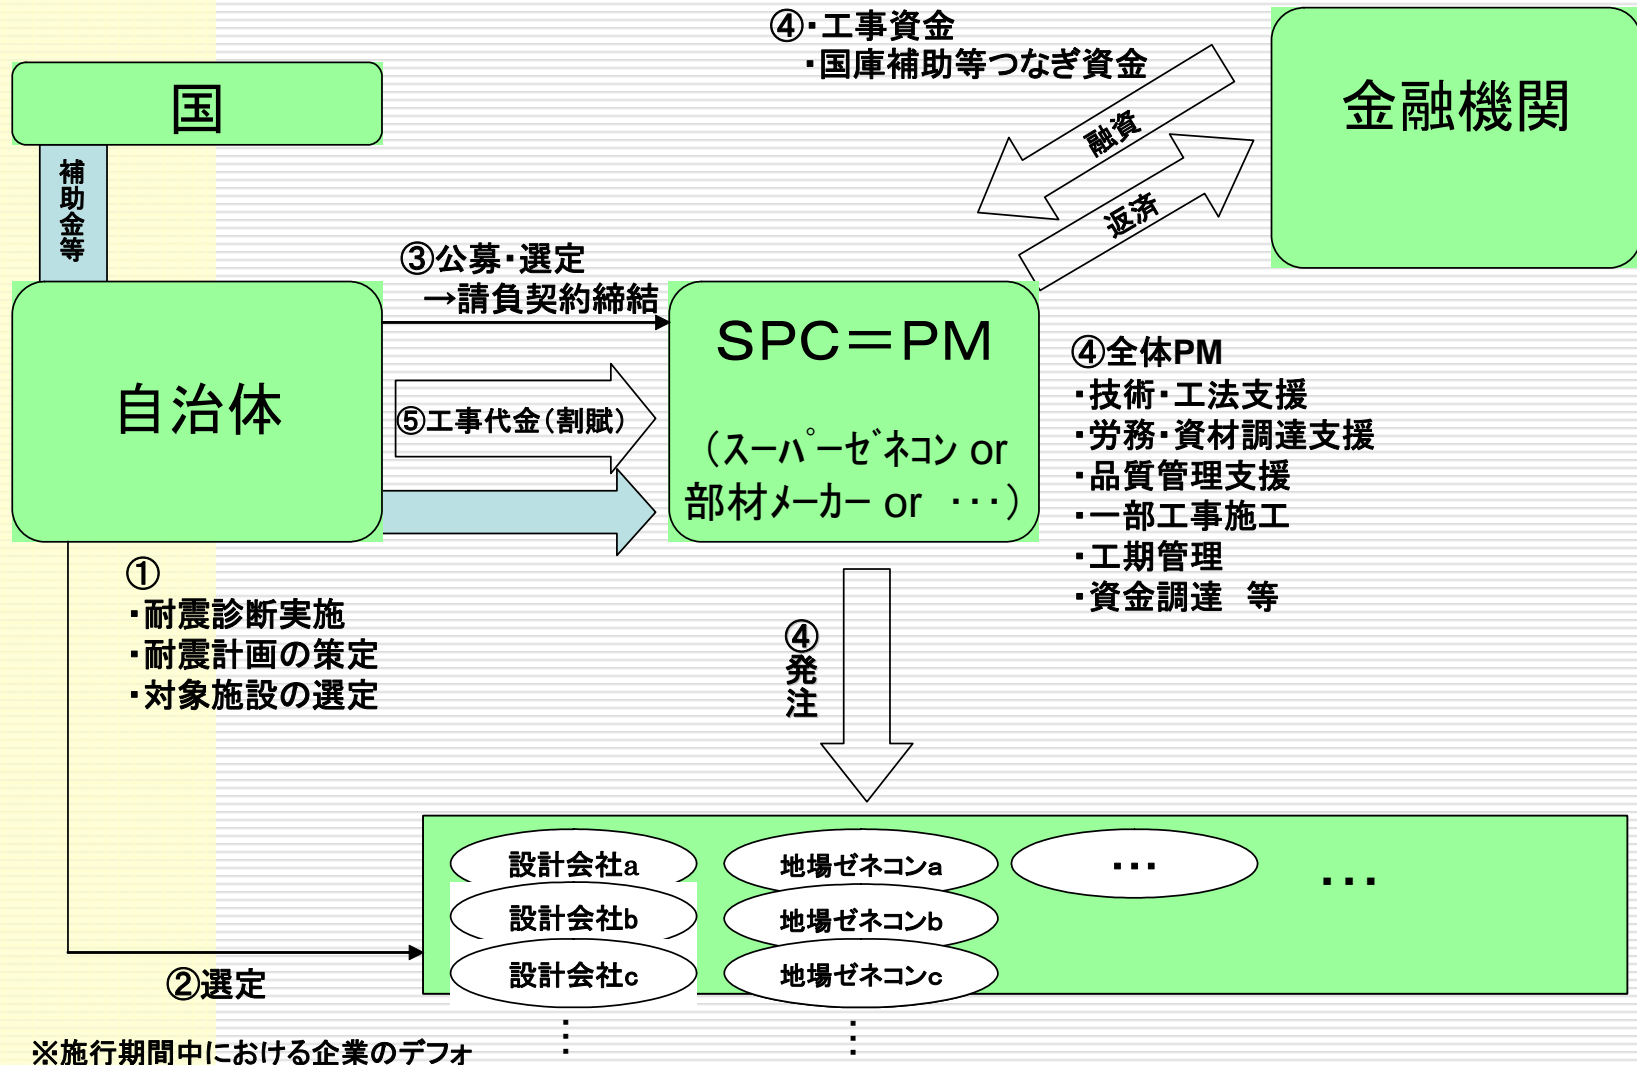 ④・工事資金
・国庫補助等つなぎ資金
国
金融機関
補助金等
融資
返済
③公募・選定
→請負契約締結
自治体
SPC＝PM
（スーパーゼネコン or
部材メーカー or ・・・）
⑤工事代金（割賦）
④全体PM
・技術・工法支援
・労務・資材調達支援
・品質管理支援
・一部工事施工
・工期管理
・資金調達　等
①
・耐震診断実施
・耐震計画の策定
・対象施設の選定
④発注
設計会社a
地場ゼネコンa
・・・
・・・
設計会社b
地場ゼネコンb
設計会社c
地場ゼネコンc
②選定
：
：
※施行期間中における企業のデフォ